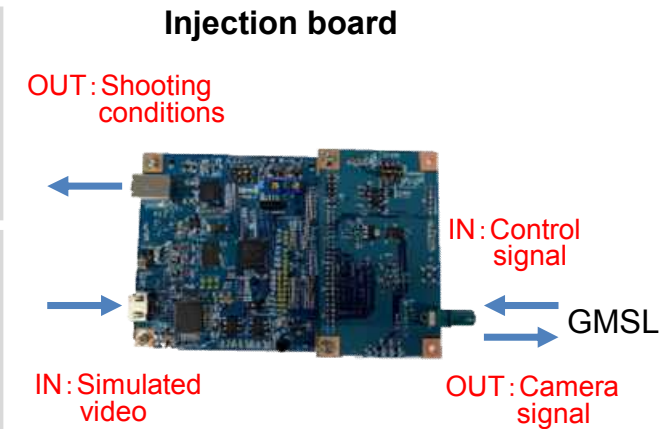 Injection board
OUT：Shooting
conditions
IN：Control
signal
GMSL
IN：Simulated
video
OUT：Camera
signal